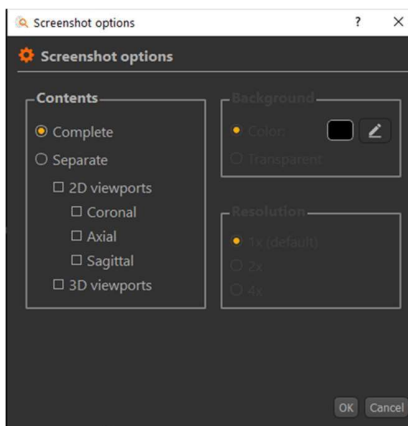 Screenshot options
Screenshot options
Contents
Complete
Separate
2D viewports
Coronal
Axial
Sagittal
3D viewports
Background
Color
Transparent
Resolution
1x (default)
2x
4x
OK Cancel